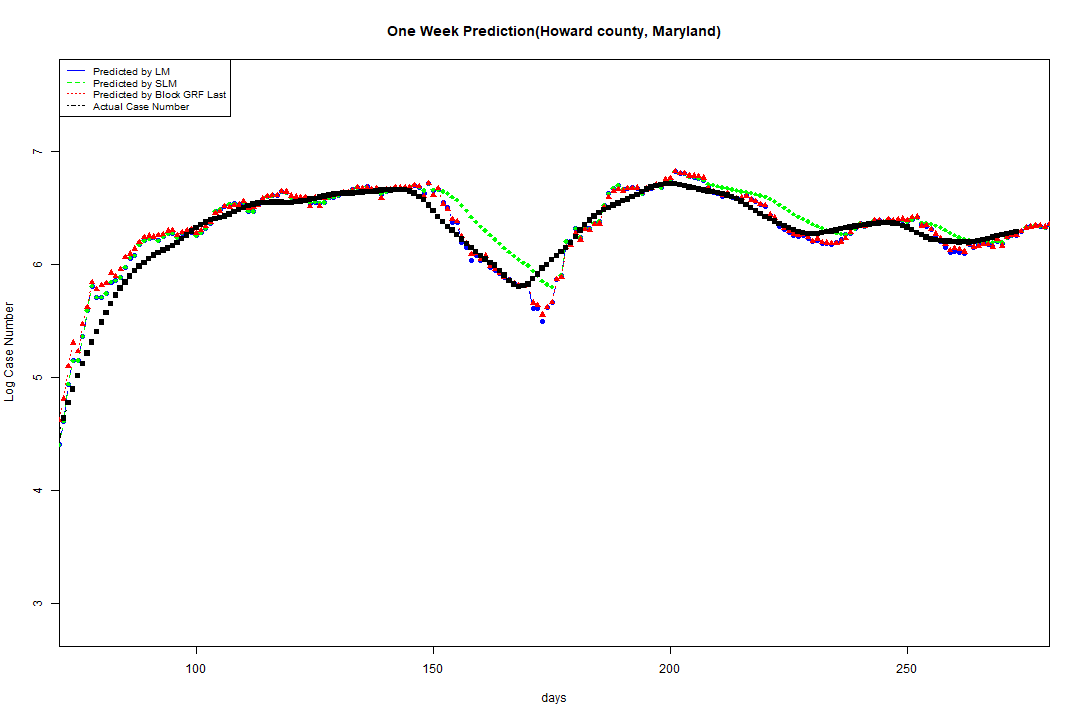 One Week Prediction(Howard county, Maryland)
Predicted by LM
Predicted by SLM
Predicted by Block GRF Last
Actual Case Number
7
6
5
4
3
Log Case Number
100 150 200 250
days